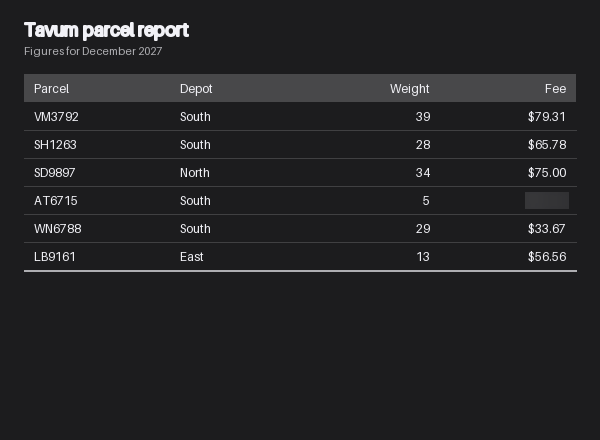 Tavum parcel report
Figures for December 2027
Parcel Depot Weight Fee
VM3792 South 39 $79.31
SH1263 South 28 $65.78
SD9897 North 34 $75.00
AT6715 South 5
WN6788 South 29 $33.67
LB9161 East 13 $56.56